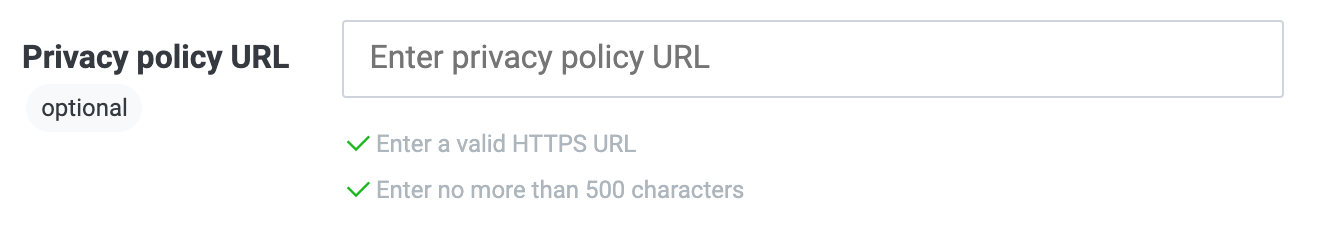 Privacy policy URL
optional
Enter privacy policy URL
Enter a valid HTTPS URL
Enter no more than 500 characters